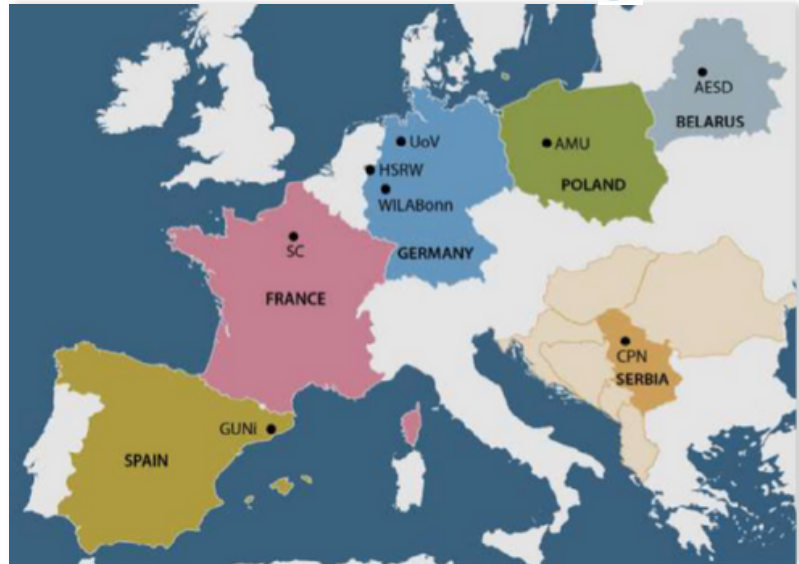 AESD
BELARUS
UoV
AMU
HSRW
POLAND
WILABonn
SC
GERMANY
FRANCE
CPN
SERBIA
GUNi
SPAIN